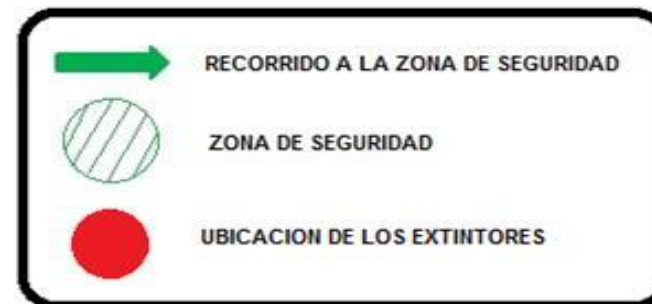 RECORRIDO A LA ZONA DE SEGURIDAD
ZONA DE SEGURIDAD
UBICACION DE LOS EXTINTORES